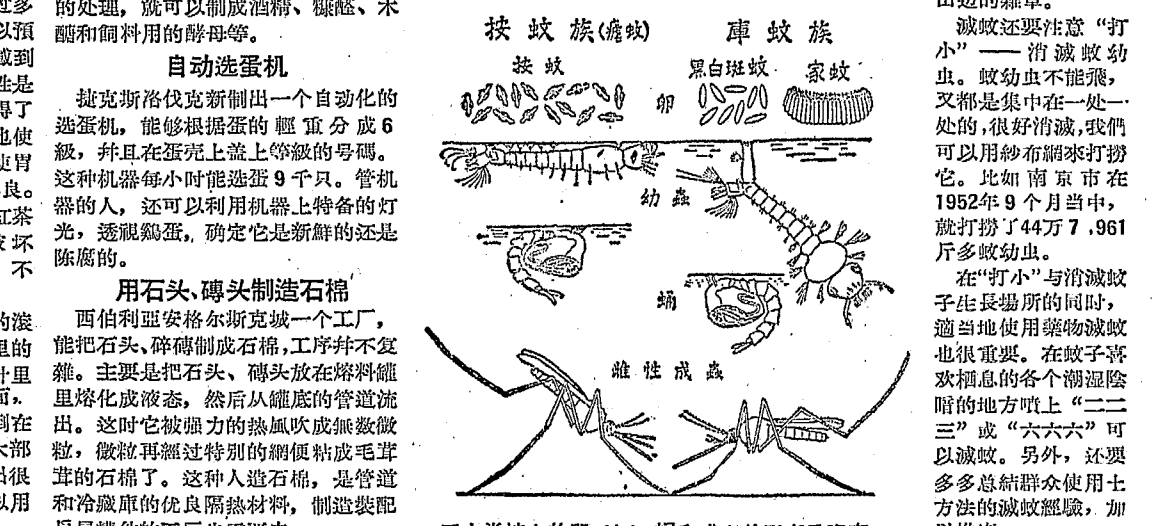 的处理，就可以制成酒精、糠醛、木
醣和飼料用的酵母等。
自动选蛋机
捷克斯洛伐克新制出一个自动化的
选蛋机，能够根据蛋的輕重分成6
級，幷且在蛋壳上盖上等級的号碼。
这种机器每小时能选蛋9千只。管机
器的人，还可以利用机器上特备的灯
光，透視鷄蛋，确定它是新鮮的还是
陈腐的。
用石头、磚头制造石棉
西伯利亞安格尔斯克城一个工厂，
能把石头、碎磚制成石棉，工序幷不复
雜。主要是把石头、磚头放在熔料罐
里熔化成液态，然后从罐底的管道流
出。这时它被强力的热風吹成無数微
粒，微粒再經过特别的網便粘成毛茸
茸的石棉了。这种人造石棉，是管道
和冷藏庫的优良隔热材料，制造裝配
按蚊族(瘧蚊)
庫蚊族
按蚊
黑白斑蚊
家蚊
卵
幼蟲
蛹
雌性成蟲
滅蚊还要注意“打
小”——消滅蚊幼
虫。蚊幼虫不能飛，
又都是集中在一处一
处的，很好消滅，我們
可以用紗布網來打撈
它。比如南京市在
1952年9个月当中，
就打撈了44万7,961
斤多蚊幼虫。
在“打小”与消滅蚊
子生長場所的同时，
適当地使用藥物滅蚊
也很重要。在蚊子喜
欢栖息的各个潮湿陰
暗的地方噴上“二二
三”或“六六六”可
以滅蚊。另外，还要
多多总結群众使用土
方法的滅蚊經驗，加